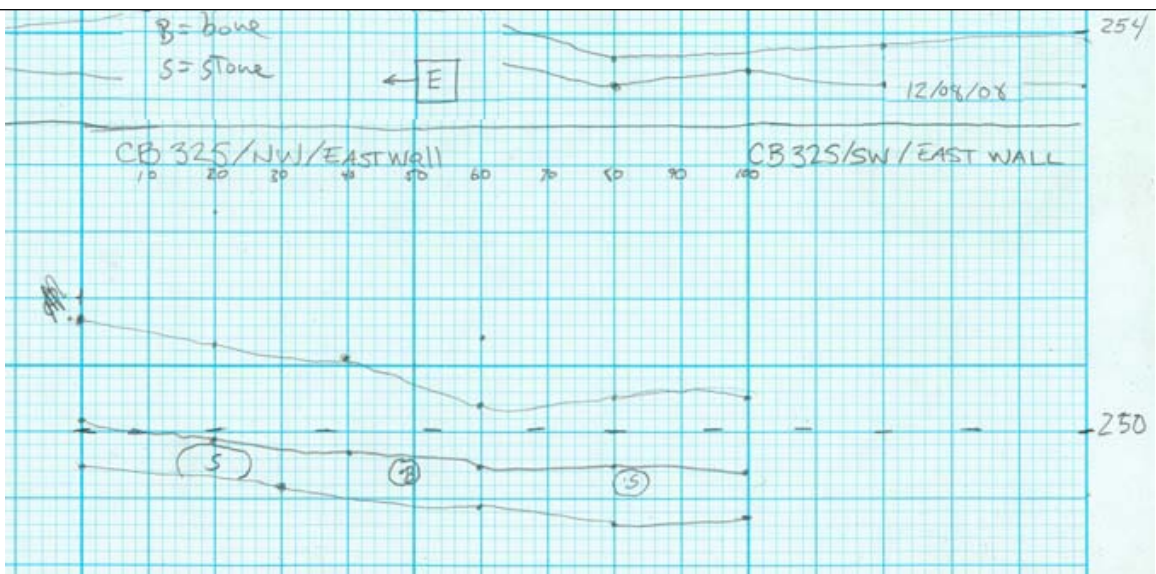 B = bone
254
S = Stone
← E
12/08/08
CB 325/NW/EAST Wall
CB 325/SW/EAST WALL
10 20 30 40 50 60 70 80 90 100
250
S
B
S